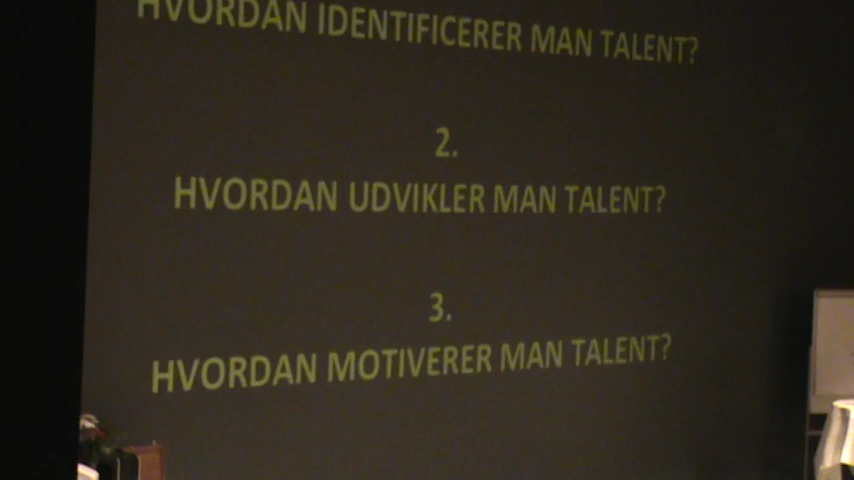 HVORDAN IDENTIFICERER MAN TALENT?
2.
HVORDAN UDVIKLER MAN TALENT?
3.
HVORDAN MOTIVERER MAN TALENT?